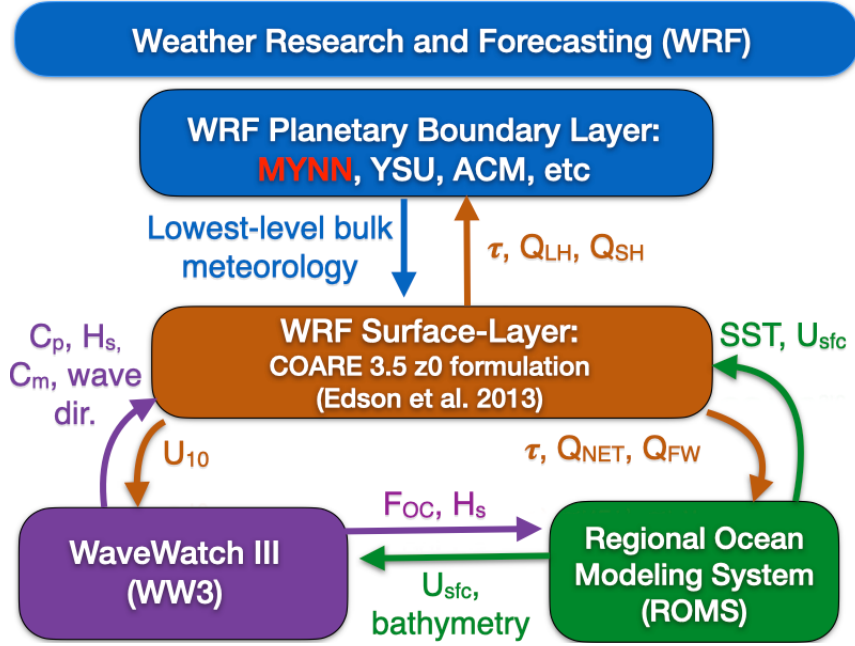 Weather Research and Forecasting (WRF)
WRF Planetary Boundary Layer:
MYNN, YSU, ACM, etc
Lowest-level bulk
meteorology
τ, QLH, QSH
WRF Surface-Layer:
COARE 3.5 z0 formulation
(Edson et al. 2013)
Cp, Hs,
Cm, wave
dir.
SST, Usfc
U10
τ, QNET, QFW
WaveWatch III
(WW3)
FOC, Hs
Usfc,
bathymetry
Regional Ocean
Modeling System
(ROMS)